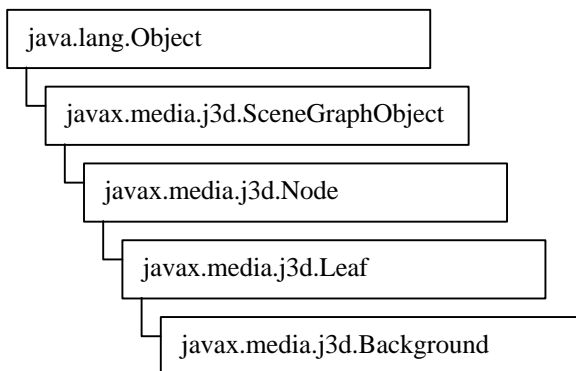 java.lang.Object
javax.media.j3d.SceneGraphObject
javax.media.j3d.Node
javax.media.j3d.Leaf
javax.media.j3d.Background